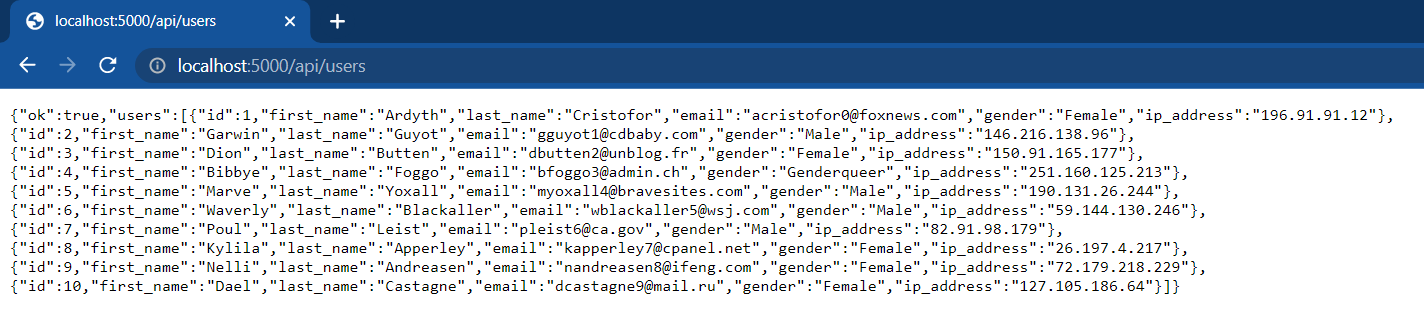 localhost:5000/api/users
localhost:5000/api/users
{"ok":true,"users":[{"id":1,"first_name":"Ardyth","last_name":"Cristofor","email":"acristofor0@foxnews.com","gender":"Female","ip_address":"196.91.91.12"},
{"id":2,"first_name":"Garwin","last_name":"Guyot","email":"gguyot1@cdbaby.com","gender":"Male","ip_address":"146.216.138.96"},
{"id":3,"first_name":"Dion","last_name":"Butten","email":"dbutten2@unblog.fr","gender":"Female","ip_address":"150.91.165.177"},
{"id":4,"first_name":"Bibbye","last_name":"Foggo","email":"bfoggo3@admin.ch","gender":"Genderqueer","ip_address":"251.160.125.213"},
{"id":5,"first_name":"Marve","last_name":"Yoxall","email":"myoxall4@bravesites.com","gender":"Male","ip_address":"190.131.26.244"},
{"id":6,"first_name":"Waverly","last_name":"Blackaller","email":"wblackaller5@wsj.com","gender":"Male","ip_address":"59.144.130.246"},
{"id":7,"first_name":"Poul","last_name":"Leist","email":"pleist6@ca.gov","gender":"Male","ip_address":"82.91.98.179"},
{"id":8,"first_name":"Kylila","last_name":"Apperley","email":"kapperley7@cpanel.net","gender":"Female","ip_address":"26.197.4.217"},
{"id":9,"first_name":"Nelli","last_name":"Andreasen","email":"nandreasen8@ifeng.com","gender":"Female","ip_address":"72.179.218.229"},
{"id":10,"first_name":"Dael","last_name":"Castagne","email":"dcastagne9@mail.ru","gender":"Female","ip_address":"127.105.186.64"}]}